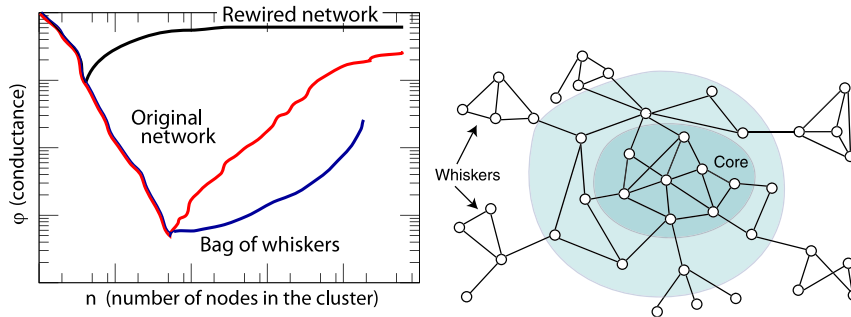 Rewired network
Original
network
Bag of whiskers
φ (conductance)
n (number of nodes in the cluster)
Whiskers
Core